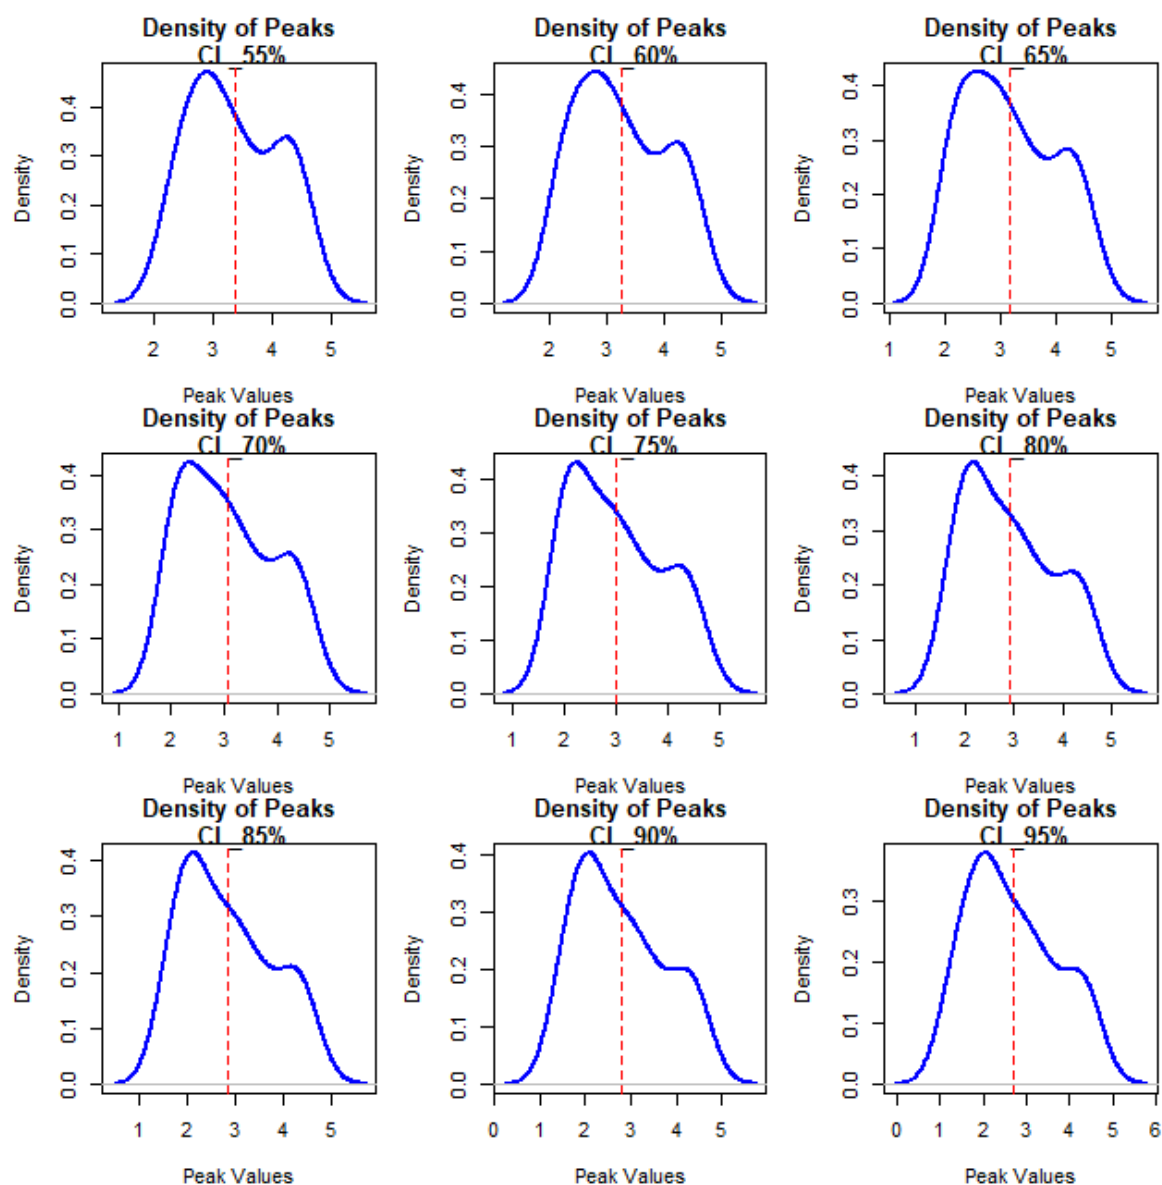 Density of Peaks
CI_55%
Density
0.0 0.1 0.2 0.3 0.4
2 3 4 5
Peak Values
Density of Peaks
CI_60%
Density
0.0 0.1 0.2 0.3 0.4
2 3 4 5
Peak Values
Density of Peaks
CI_65%
Density
0.0 0.1 0.2 0.3 0.4
1 2 3 4 5
Peak Values
Density of Peaks
CI_70%
Density
0.0 0.1 0.2 0.3 0.4
1 2 3 4 5
Peak Values
Density of Peaks
CI_75%
Density
0.0 0.1 0.2 0.3 0.4
1 2 3 4 5
Peak Values
Density of Peaks
CI_80%
Density
0.0 0.1 0.2 0.3 0.4
1 2 3 4 5
Peak Values
Density of Peaks
CI_85%
Density
0.0 0.1 0.2 0.3 0.4
1 2 3 4 5
Peak Values
Density of Peaks
CI_90%
Density
0.0 0.1 0.2 0.3 0.4
0 1 2 3 4 5
Peak Values
Density of Peaks
CI_95%
Density
0.0 0.1 0.2 0.3
0 1 2 3 4 5 6
Peak Values